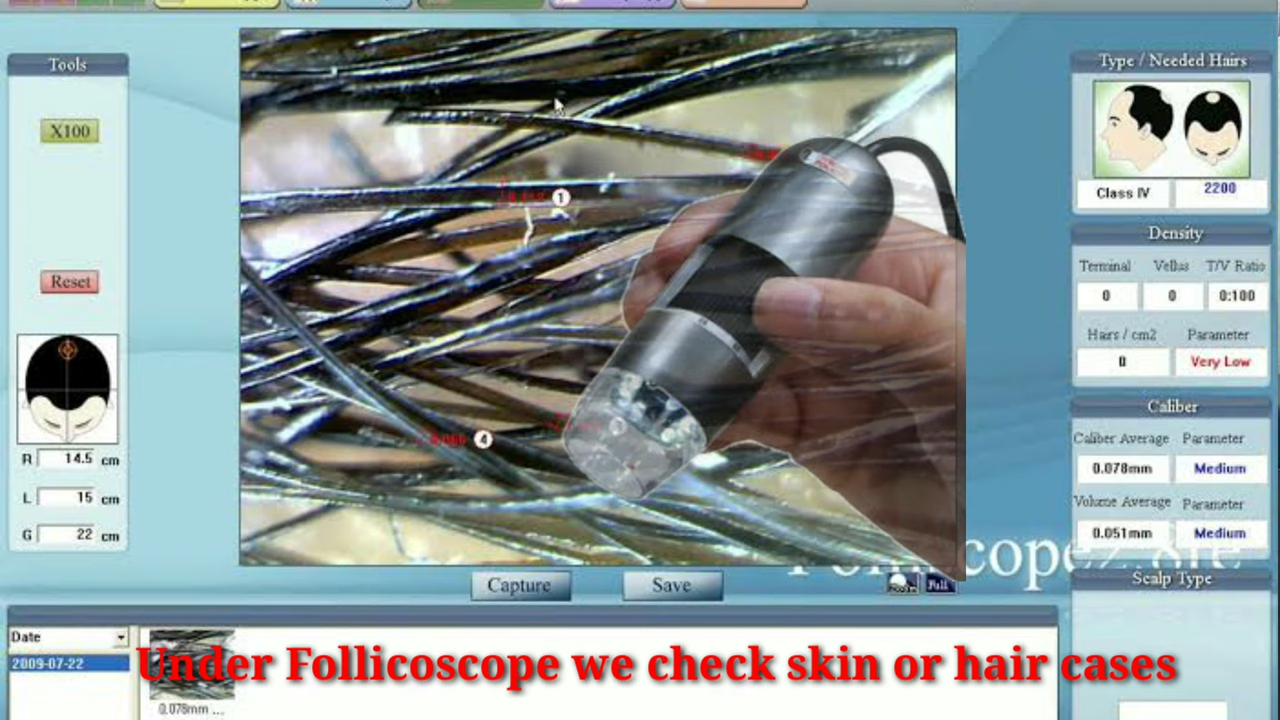 Tools
X100
Reset
R 14.5 cm
L 15 cm
G 22 cm
1
4
Capture
Save
Full
Type / Needed Hairs
Class IV
2200
Density
Terminal Vellus T/V Ratio
0 0 0:100
Hairs / cm2 Parameter
0 Very Low
Caliber
Caliber Average Parameter
0.078mm Medium
Volume Average Parameter
0.051mm Medium
Scalp Type
Date
2009-07-22
Under Follicoscope we check skin or hair cases
0.078mm ...